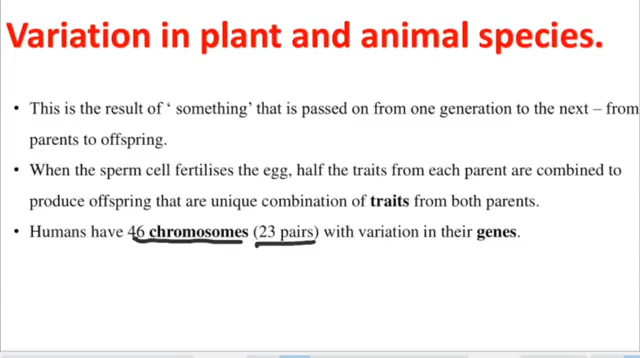 Variation in plant and animal species.
• This is the result of ‘ something’ that is passed on from one generation to the next – from
parents to offspring.
• When the sperm cell fertilises the egg, half the traits from each parent are combined to
produce offspring that are unique combination of traits from both parents.
• Humans have 46 chromosomes (23 pairs) with variation in their genes.